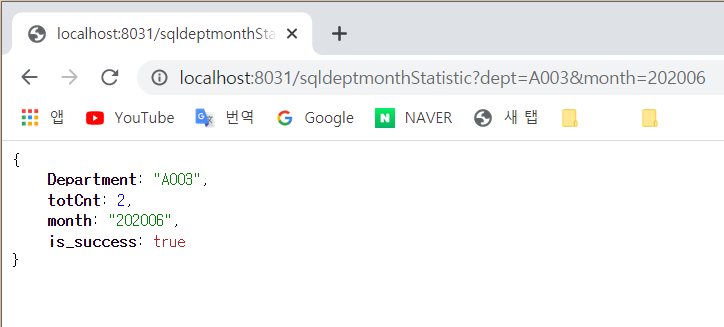 localhost:8031/sqldeptmonthSta
localhost:8031/sqldeptmonthStatistic?dept=A003&month=202006
앱 YouTube 번역 Google NAVER 새 탭
{
Department: "A003",
totCnt: 2,
month: "202006",
is_success: true
}